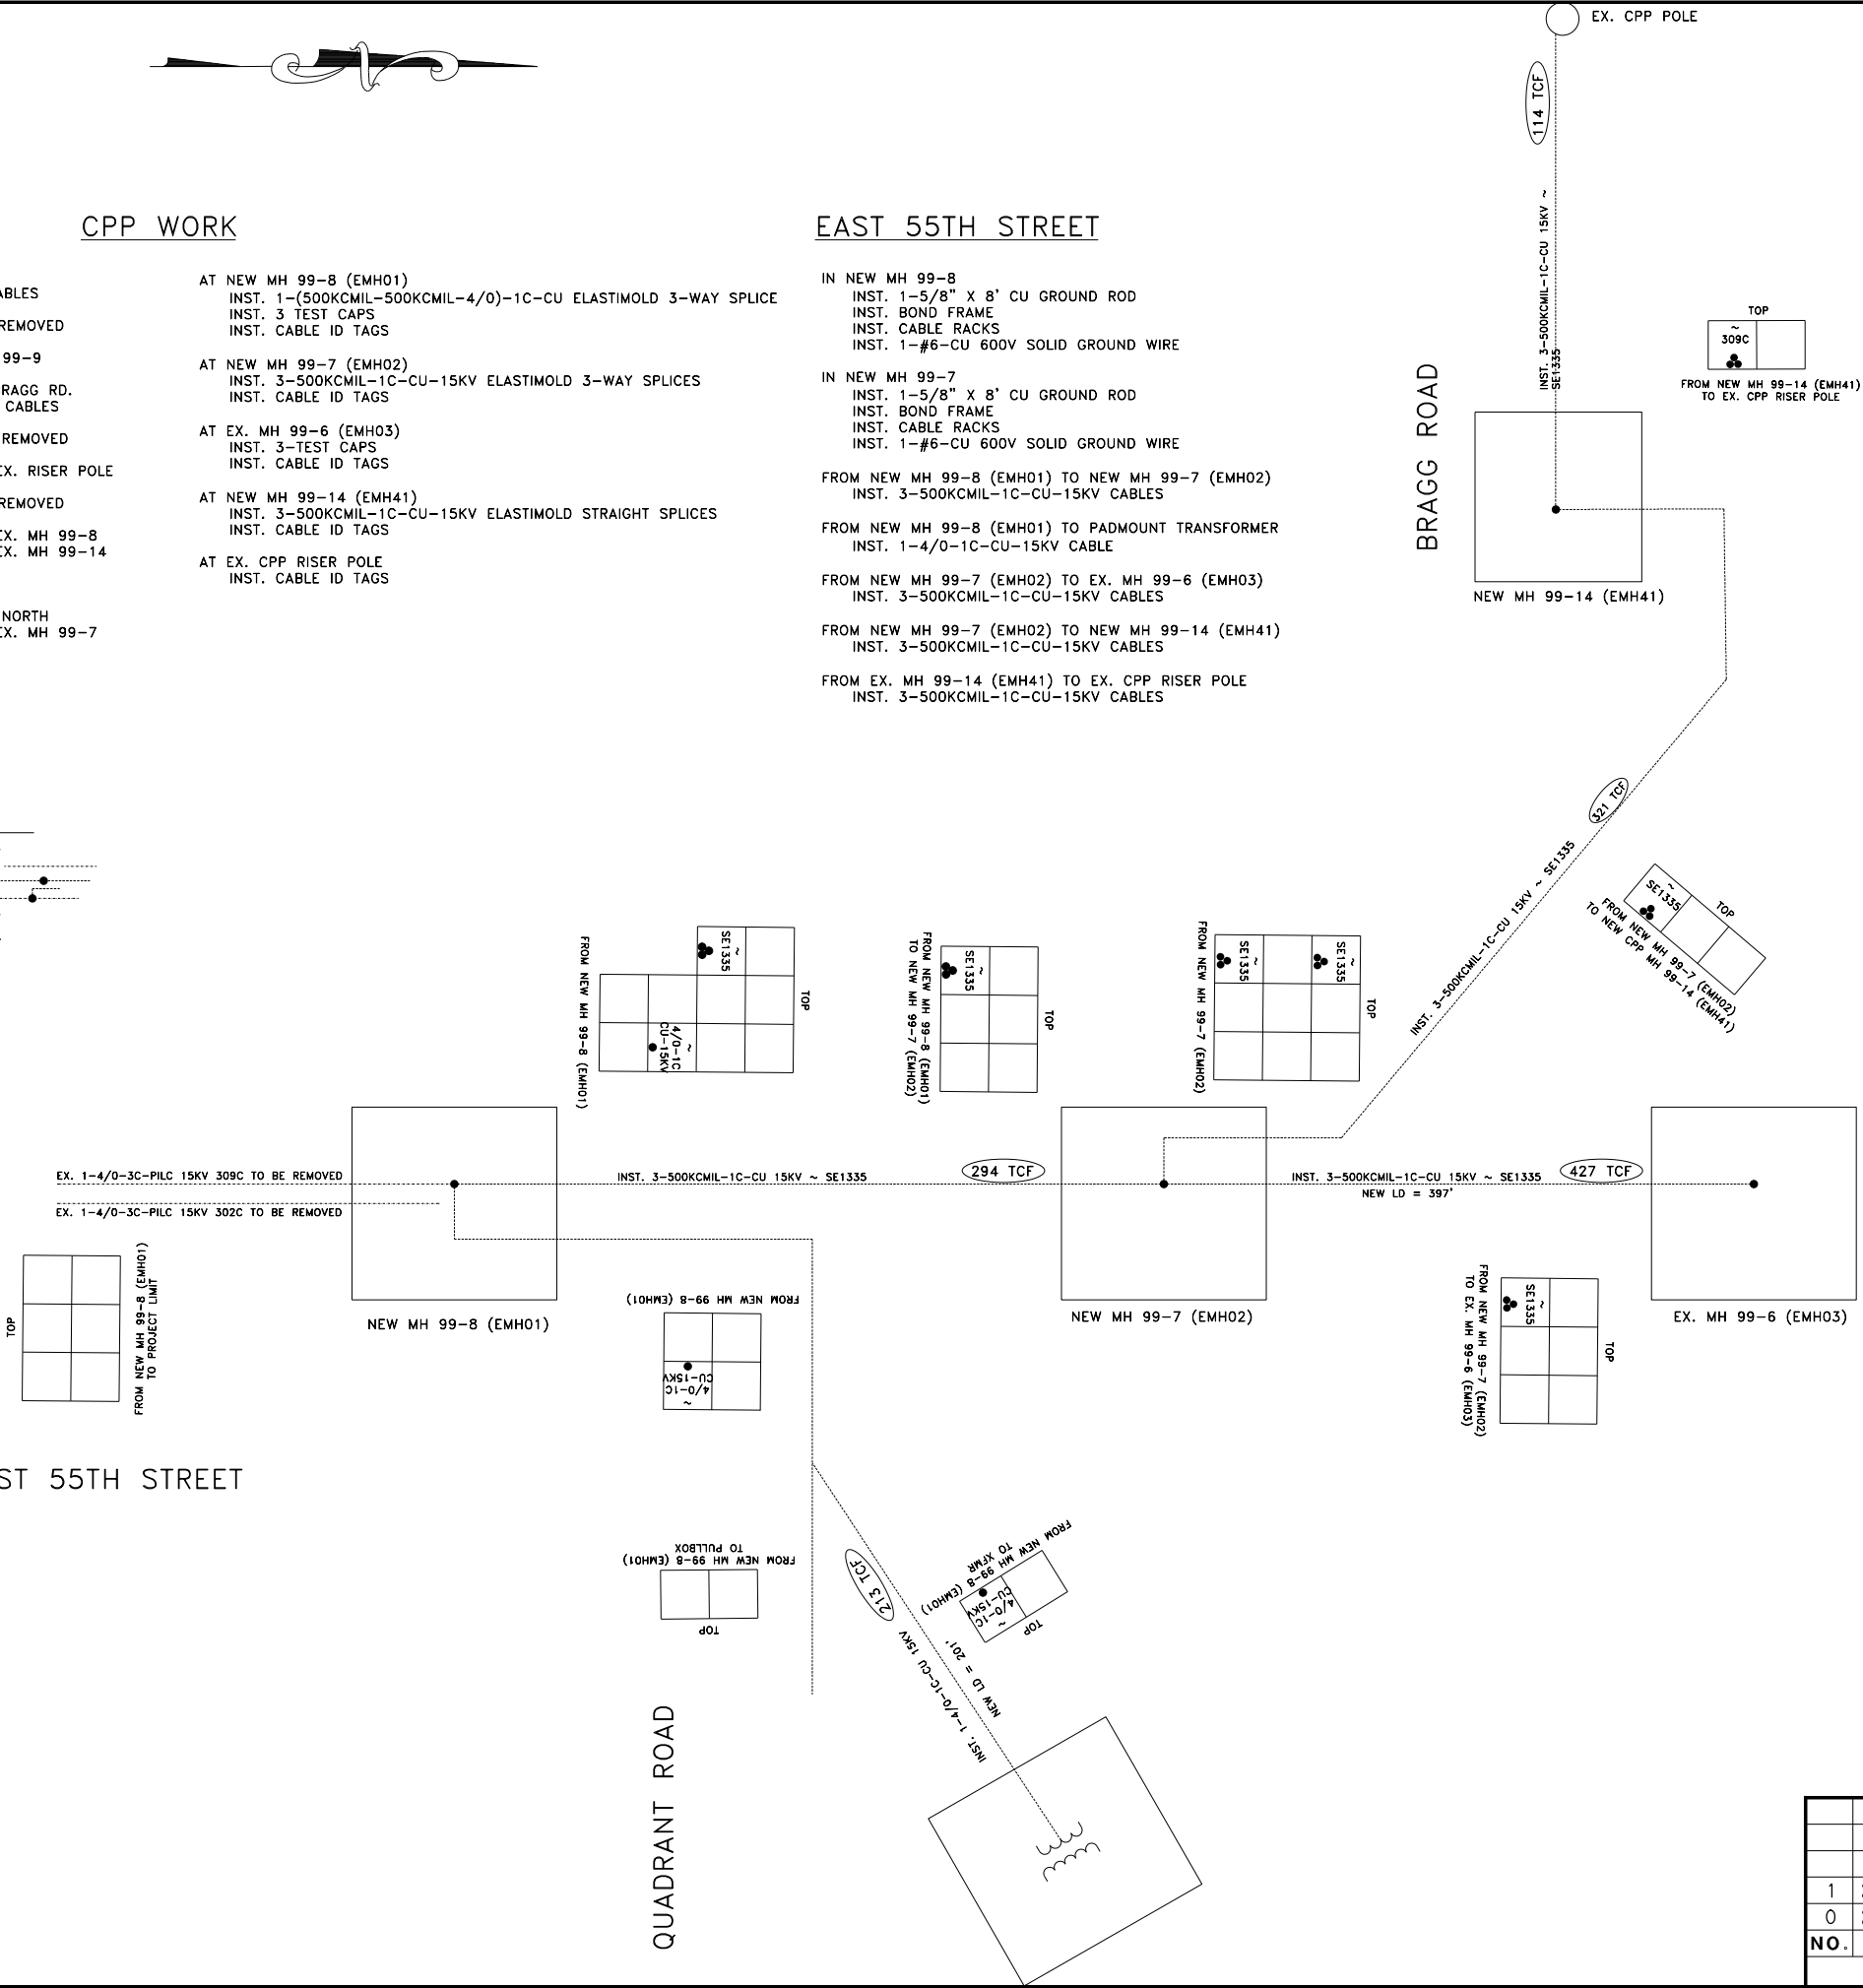 EX. CPP POLE
114 TCF
INST. 3-500KCMIL-1C-CU 15KV ~
SE1335
CPP WORK
ABLES
REMOVED
99-9
RAGG RD.
CABLES
REMOVED
EX. RISER POLE
REMOVED
EX. MH 99-8
EX. MH 99-14
NORTH
EX. MH 99-7
AT NEW MH 99-8 (EMH01)
INST. 1-(500KCMIL-500KCMIL-4/0)-1C-CU ELASTIMOLD 3-WAY SPLICE
INST. 3 TEST CAPS
INST. CABLE ID TAGS
AT NEW MH 99-7 (EMH02)
INST. 3-500KCMIL-1C-CU-15KV ELASTIMOLD 3-WAY SPLICES
INST. CABLE ID TAGS
AT EX. MH 99-6 (EMH03)
INST. 3-TEST CAPS
INST. CABLE ID TAGS
AT NEW MH 99-14 (EMH41)
INST. 3-500KCMIL-1C-CU-15KV ELASTIMOLD STRAIGHT SPLICES
INST. CABLE ID TAGS
AT EX. CPP RISER POLE
INST. CABLE ID TAGS
EAST 55TH STREET
IN NEW MH 99-8
INST. 1-5/8" X 8' CU GROUND ROD
INST. BOND FRAME
INST. CABLE RACKS
INST. 1-#6-CU 600V SOLID GROUND WIRE
IN NEW MH 99-7
INST. 1-5/8" X 8' CU GROUND ROD
INST. BOND FRAME
INST. CABLE RACKS
INST. 1-#6-CU 600V SOLID GROUND WIRE
FROM NEW MH 99-8 (EMH01) TO NEW MH 99-7 (EMH02)
INST. 3-500KCMIL-1C-CU-15KV CABLES
FROM NEW MH 99-8 (EMH01) TO PADMOUNT TRANSFORMER
INST. 1-4/0-1C-CU-15KV CABLE
FROM NEW MH 99-7 (EMH02) TO EX. MH 99-6 (EMH03)
INST. 3-500KCMIL-1C-CU-15KV CABLES
FROM NEW MH 99-7 (EMH02) TO NEW MH 99-14 (EMH41)
INST. 3-500KCMIL-1C-CU-15KV CABLES
FROM EX. MH 99-14 (EMH41) TO EX. CPP RISER POLE
INST. 3-500KCMIL-1C-CU-15KV CABLES
BRAGG ROAD
TOP
~
309C
FROM NEW MH 99-14 (EMH41)
TO EX. CPP RISER POLE
NEW MH 99-14 (EMH41)
321 TCF
INST. 3-500KCMIL-1C-CU 15KV ~ SE1335
TOP
~
SE1335
FROM NEW MH 99-7 (EMH02)
TO NEW CPP MH 99-14 (EMH41)
TOP
~
SE1335
~
4/0-1C
CU-15KV
FROM NEW MH 99-8 (EMH01)
TOP
~
SE1335
FROM NEW MH 99-8 (EMH01)
TO NEW MH 99-7 (EMH02)
TOP
~
SE1335
~
SE1335
FROM NEW MH 99-7 (EMH02)
EX. 1-4/0-3C-PILC 15KV 309C TO BE REMOVED
EX. 1-4/0-3C-PILC 15KV 302C TO BE REMOVED
INST. 3-500KCMIL-1C-CU 15KV ~ SE1335
294 TCF
INST. 3-500KCMIL-1C-CU 15KV ~ SE1335
NEW LD = 397'
427 TCF
NEW MH 99-8 (EMH01)
NEW MH 99-7 (EMH02)
EX. MH 99-6 (EMH03)
TOP
FROM NEW MH 99-8 (EMH01)
TO PROJECT LIMIT
FROM NEW MH 99-8 (EMH01)
~
4/0-1C
CU-15KV
TOP
~
SE1335
FROM NEW MH 99-7 (EMH02)
TO EX. MH 99-6 (EMH03)
ST 55TH STREET
FROM NEW MH 99-8 (EMH01)
TO PULLBOX
TOP
213 TCF
FROM NEW MH 99-8 (EMH01)
TO XFMR
~
4/0-1C
CU-15KV
TOP
INST. 1-4/0-1C-CU 15KV
NEW LD = 201'
QUADRANT ROAD
1
0
NO.